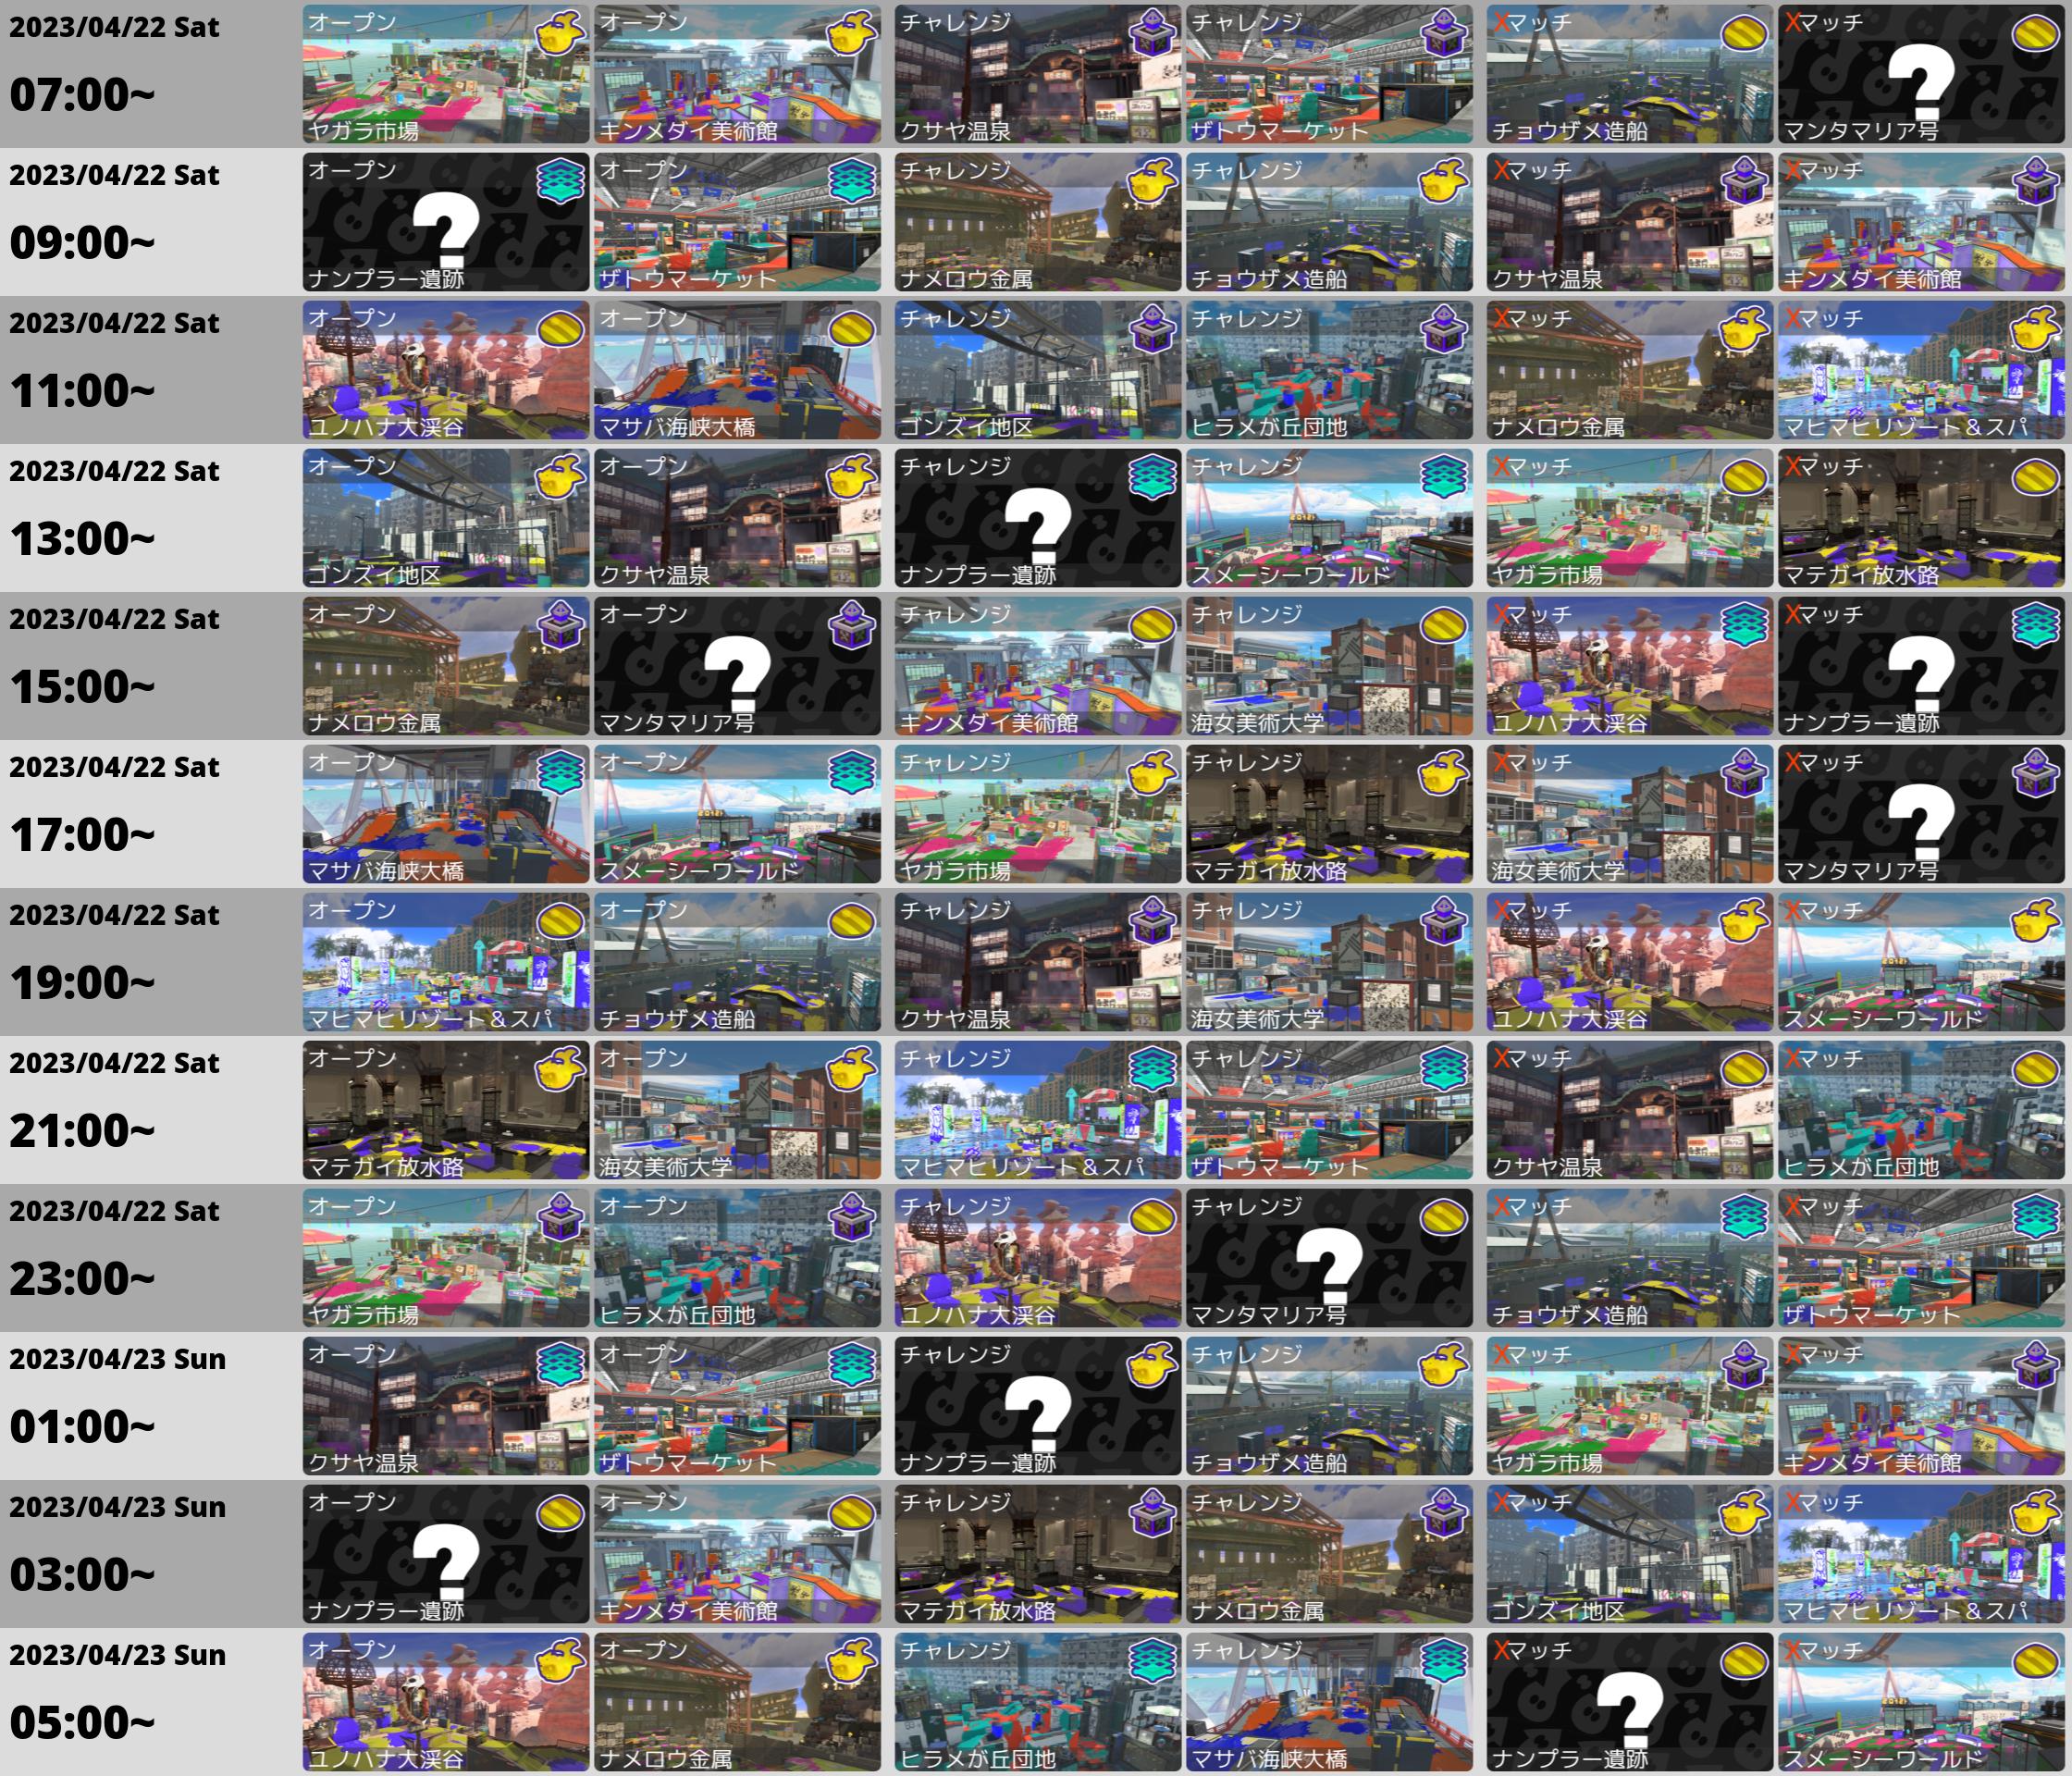 2023/04/22 Sat
07:00~
オープン オープン チャレンジ チャレンジ Xマッチ Xマッチ
ヤガラ市場 キンメダイ美術館 クサヤ温泉 ザトウマーケット チョウザメ造船 マンタマリア号
?
2023/04/22 Sat
09:00~
オープン オープン チャレンジ チャレンジ Xマッチ Xマッチ
?
ナンプラー遺跡 ザトウマーケット ナメロウ金属 チョウザメ造船 クサヤ温泉 キンメダイ美術館
2023/04/22 Sat
11:00~
オープン オープン チャレンジ チャレンジ Xマッチ Xマッチ
ユノハナ大渓谷 マサバ海峡大橋 ゴンズイ地区 ヒラメが丘団地 ナメロウ金属 マヒマヒリゾート＆スパ
2023/04/22 Sat
13:00~
オープン オープン チャレンジ チャレンジ Xマッチ Xマッチ
?
ゴンズイ地区 クサヤ温泉 ナンプラー遺跡 スメーシーワールド ヤガラ市場 マテガイ放水路
2023/04/22 Sat
15:00~
オープン オープン チャレンジ チャレンジ Xマッチ Xマッチ
? ?
ナメロウ金属 マンタマリア号 キンメダイ美術館 海女美術大学 ユノハナ大渓谷 ナンプラー遺跡
2023/04/22 Sat
17:00~
オープン オープン チャレンジ チャレンジ Xマッチ Xマッチ
?
マサバ海峡大橋 スメーシーワールド ヤガラ市場 マテガイ放水路 海女美術大学 マンタマリア号
2023/04/22 Sat
19:00~
オープン オープン チャレンジ チャレンジ Xマッチ Xマッチ
マヒマヒリゾート＆スパ チョウザメ造船 クサヤ温泉 海女美術大学 ユノハナ大渓谷 スメーシーワールド
2023/04/22 Sat
21:00~
オープン オープン チャレンジ チャレンジ Xマッチ Xマッチ
マテガイ放水路 海女美術大学 マヒマヒリゾート＆スパ ザトウマーケット クサヤ温泉 ヒラメが丘団地
2023/04/22 Sat
23:00~
オープン オープン チャレンジ チャレンジ Xマッチ Xマッチ
?
ヤガラ市場 ヒラメが丘団地 ユノハナ大渓谷 マンタマリア号 チョウザメ造船 ザトウマーケット
2023/04/23 Sun
01:00~
オープン オープン チャレンジ チャレンジ Xマッチ Xマッチ
?
クサヤ温泉 ザトウマーケット ナンプラー遺跡 チョウザメ造船 ヤガラ市場 キンメダイ美術館
2023/04/23 Sun
03:00~
オープン オープン チャレンジ チャレンジ Xマッチ Xマッチ
?
ナンプラー遺跡 キンメダイ美術館 マテガイ放水路 ナメロウ金属 ゴンズイ地区 マヒマヒリゾート＆スパ
2023/04/23 Sun
05:00~
オープン オープン チャレンジ チャレンジ Xマッチ Xマッチ
?
ユノハナ大渓谷 ナメロウ金属 ヒラメが丘団地 マサバ海峡大橋 ナンプラー遺跡 スメーシーワールド